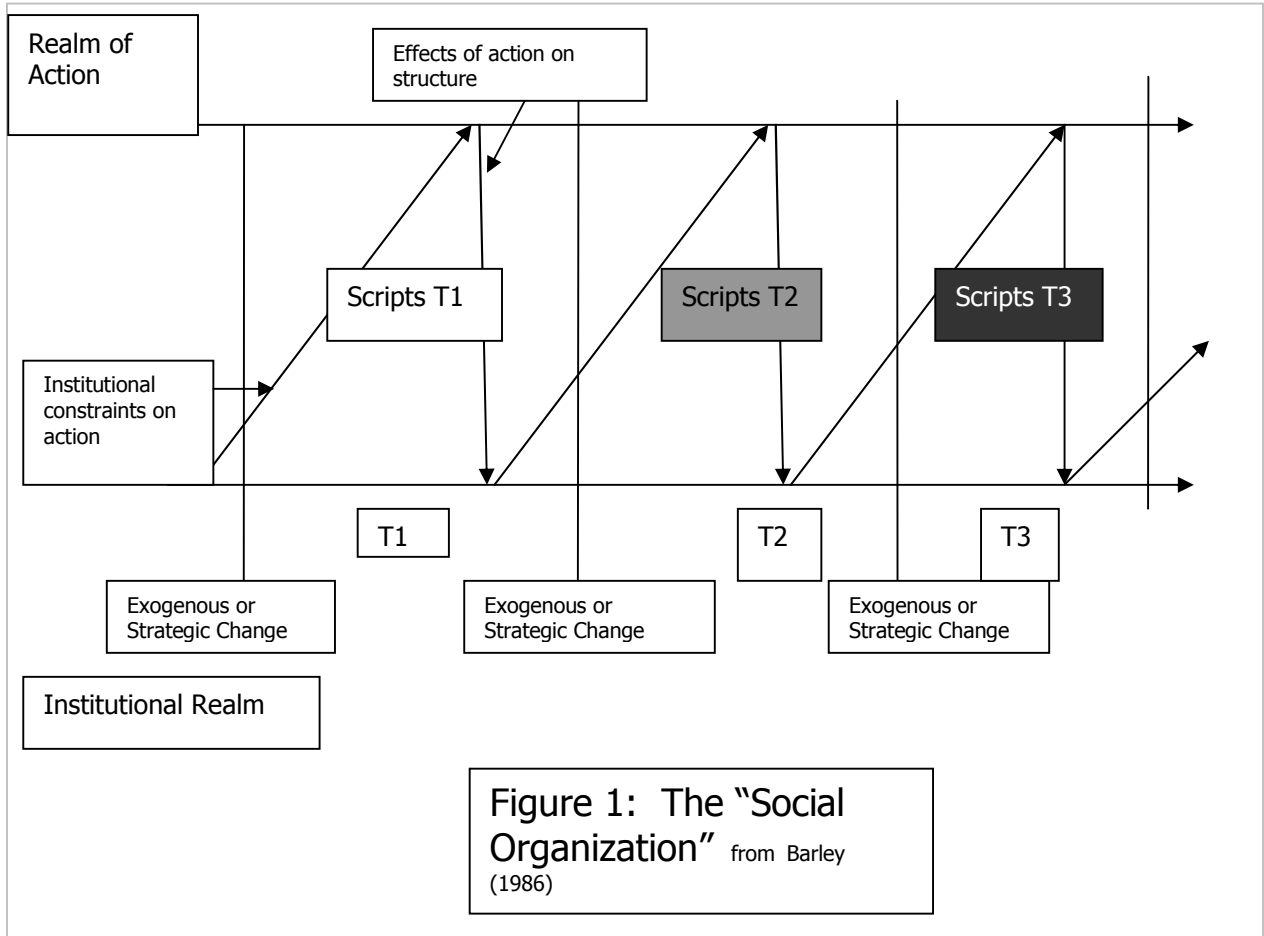 Realm of
Action
Effects of action on
structure
Scripts T1
Scripts T2
Scripts T3
Institutional
constraints on
action
T1
T2
T3
Exogenous or
Strategic Change
Exogenous or
Strategic Change
Exogenous or
Strategic Change
Institutional Realm
Figure 1: The “Social
Organization” from Barley
(1986)